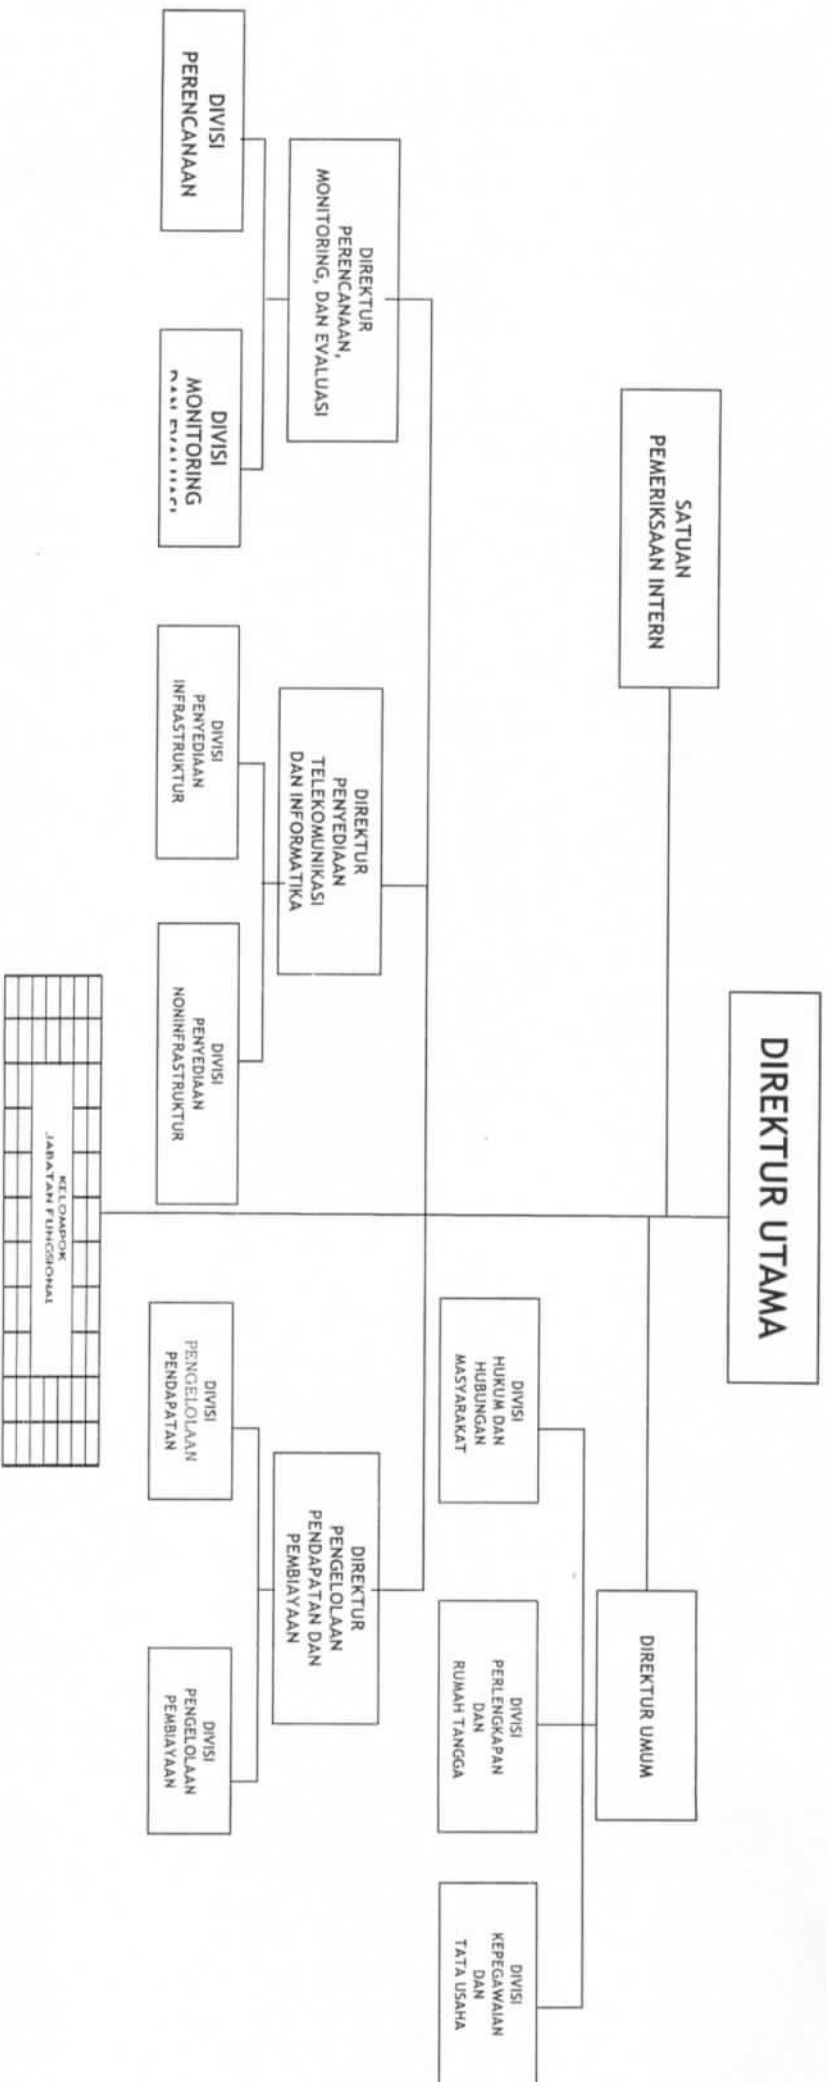 DIREKTUR UTAMA
SATUAN
PEMERIKSAAN INTERN
DIREKTUR UMUM
DIVISI
HUKUM DAN
HUBUNGAN
MASYARAKAT
DIVISI
PERLENGKAPAN
DAN
RUMAH TANGGA
DIVISI
KEPEGAWAIAN
DAN
TATA USAHA
DIREKTUR
PERENCANAAN,
MONITORING, DAN EVALUASI
DIREKTUR
PENYEDIAAN
TELEKOMUNIKASI
DAN INFORMATIKA
DIREKTUR
PENGELOLAAN
PENDAPATAN DAN
PEMBIAYAAN
DIVISI
PERENCANAAN
DIVISI
MONITORING
DAN EVALUASI
DIVISI
PENYEDIAAN
INFRASTRUKTUR
DIVISI
PENYEDIAAN
NONINFRASTRUKTUR
DIVISI
PENGELOLAAN
PENDAPATAN
DIVISI
PENGELOLAAN
PEMBIAYAAN
KELOMPOK
JABATAN FUNGSIONAL